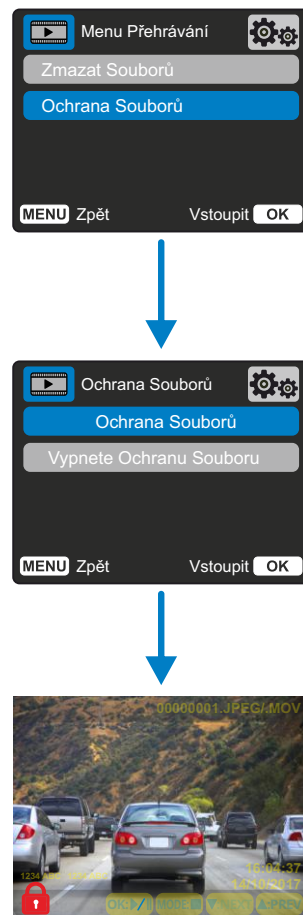 Menu Přehrávání
Zmazat Souborů
Ochrana Souborů
MENU Zpět Vstoupit OK
Ochrana Souborů
Ochrana Souborů
Vypnete Ochranu Souboru
MENU Zpět Vstoupit OK
00000001.JPEG/.MOV
16:04:37
14/10/2017
OK: MODE: NEXT :PREV